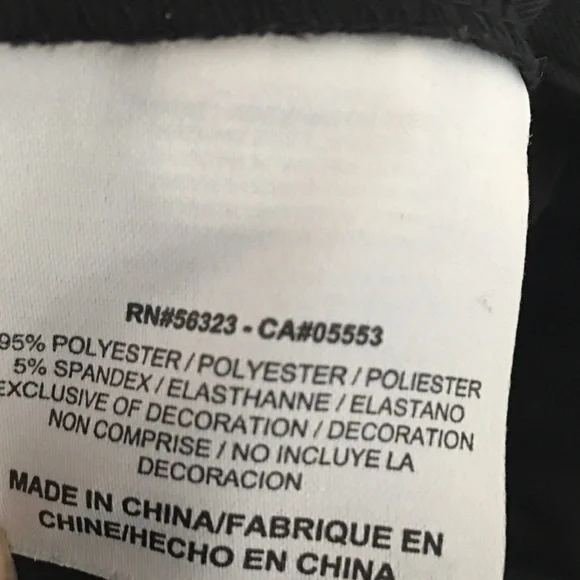 RN#56323 - CA#05553
95% POLYESTER / POLYESTER / POLIESTER
5% SPANDEX / ELASTHANNE / ELASTANO
EXCLUSIVE OF DECORATION / DECORATION
NON COMPRISE / NO INCLUYE LA
DECORACION
MADE IN CHINA/FABRIQUE EN
CHINE/HECHO EN CHINA